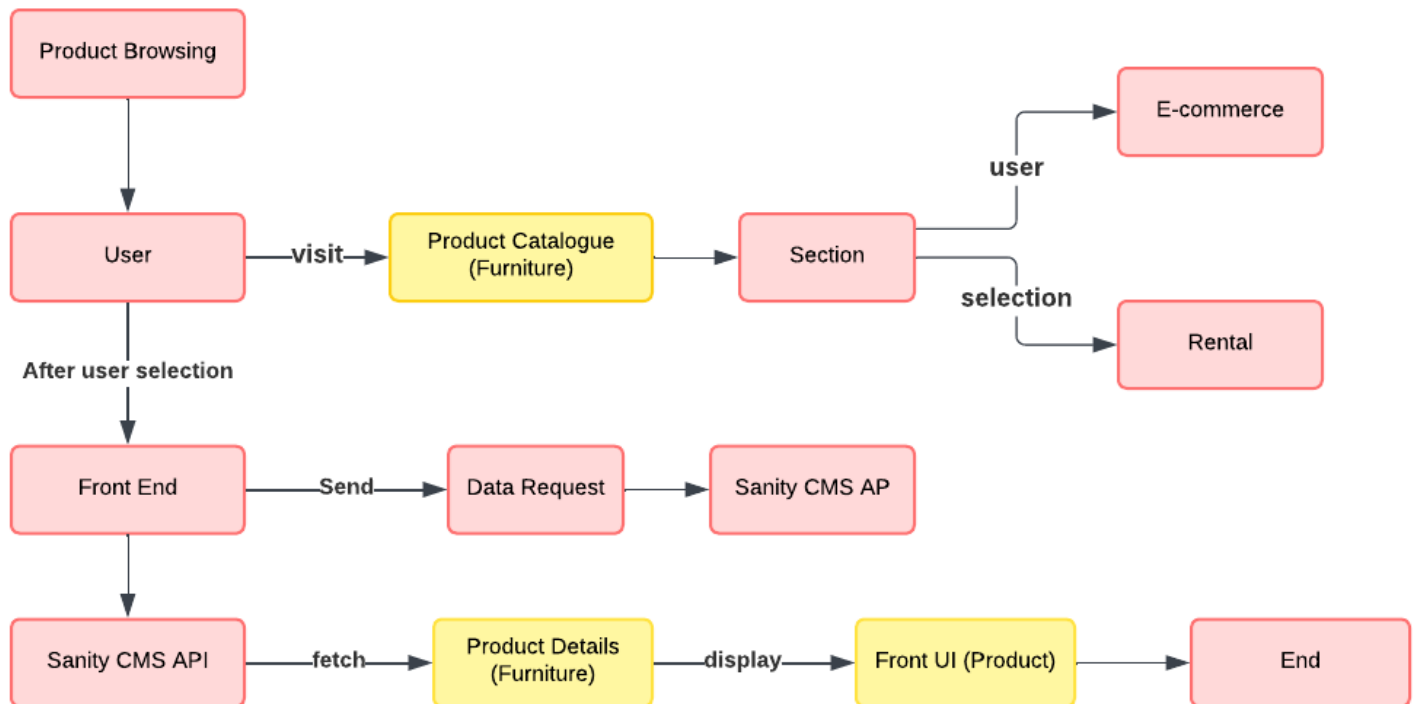 Product Browsing
E-commerce
user
User
visit
Product Catalogue
(Furniture)
Section
selection
Rental
After user selection
Front End
Send
Data Request
Sanity CMS AP
Sanity CMS API
fetch
Product Details
(Furniture)
display
Front UI (Product)
End